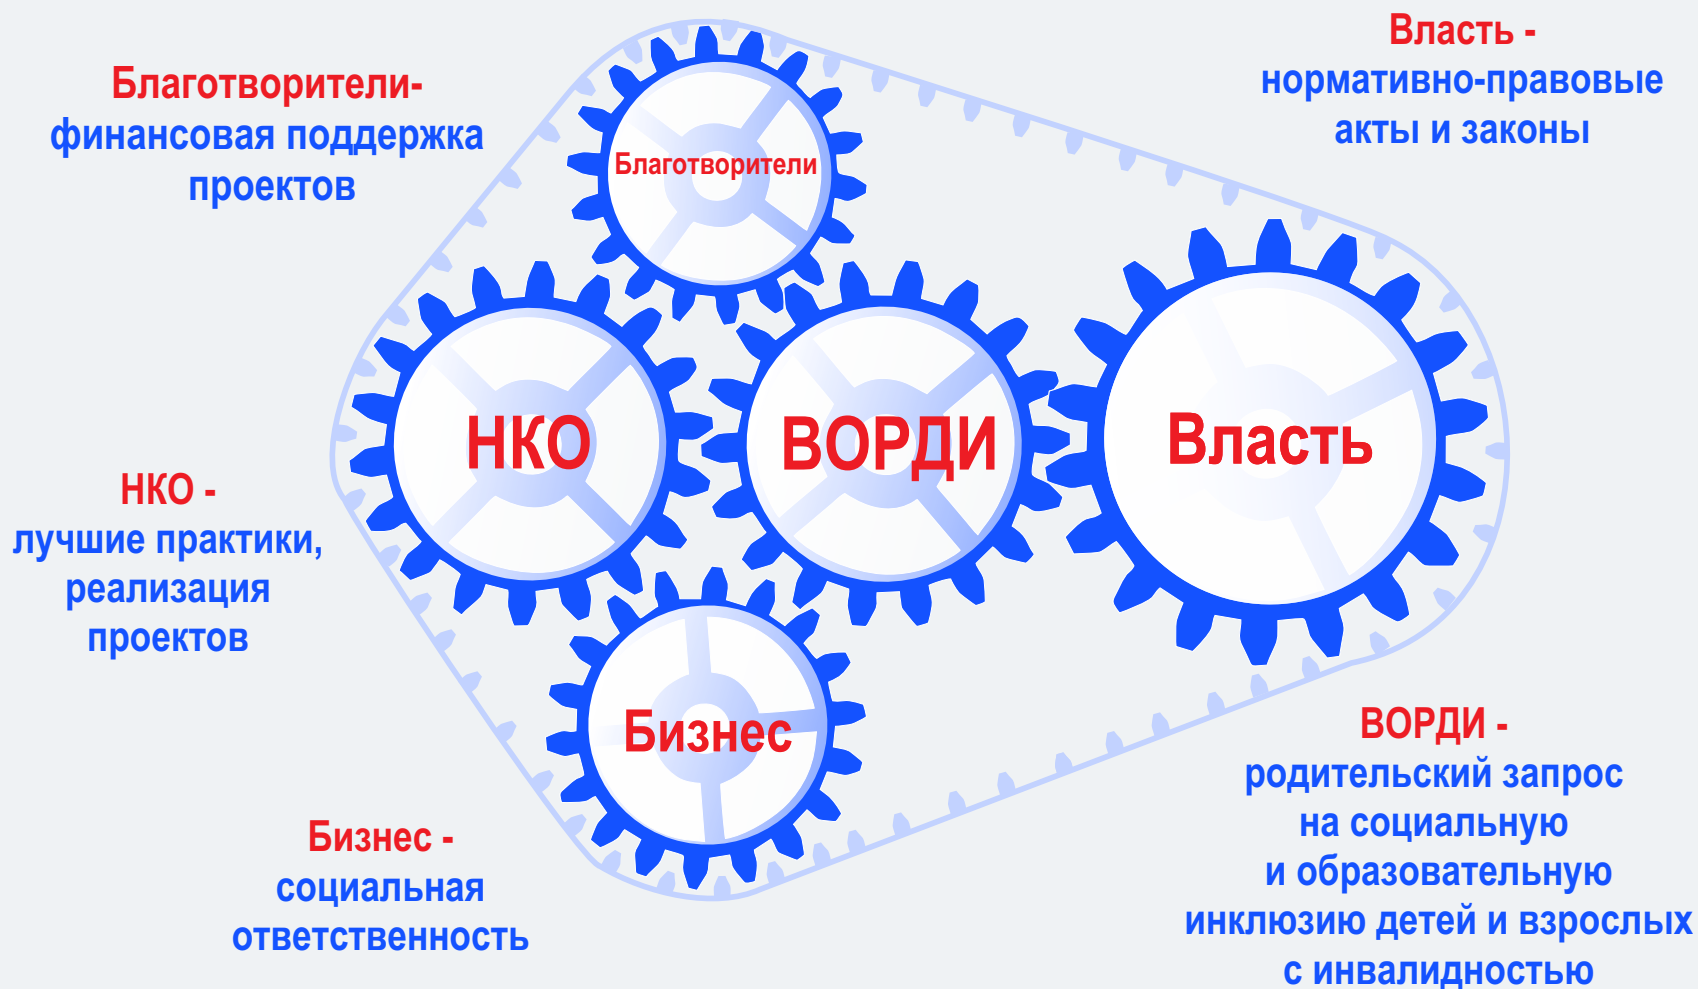 Благотворители-
финансовая поддержка
проектов
Власть -
нормативно-правовые
акты и законы
Благотворители
НКО
ВОРДИ
Власть
НКО -
лучшие практики,
реализация
проектов
Бизнес
Бизнес -
социальная
ответственность
ВОРДИ -
родительский запрос
на социальную
и образовательную
инклюзию детей и взрослых
с инвалидностью